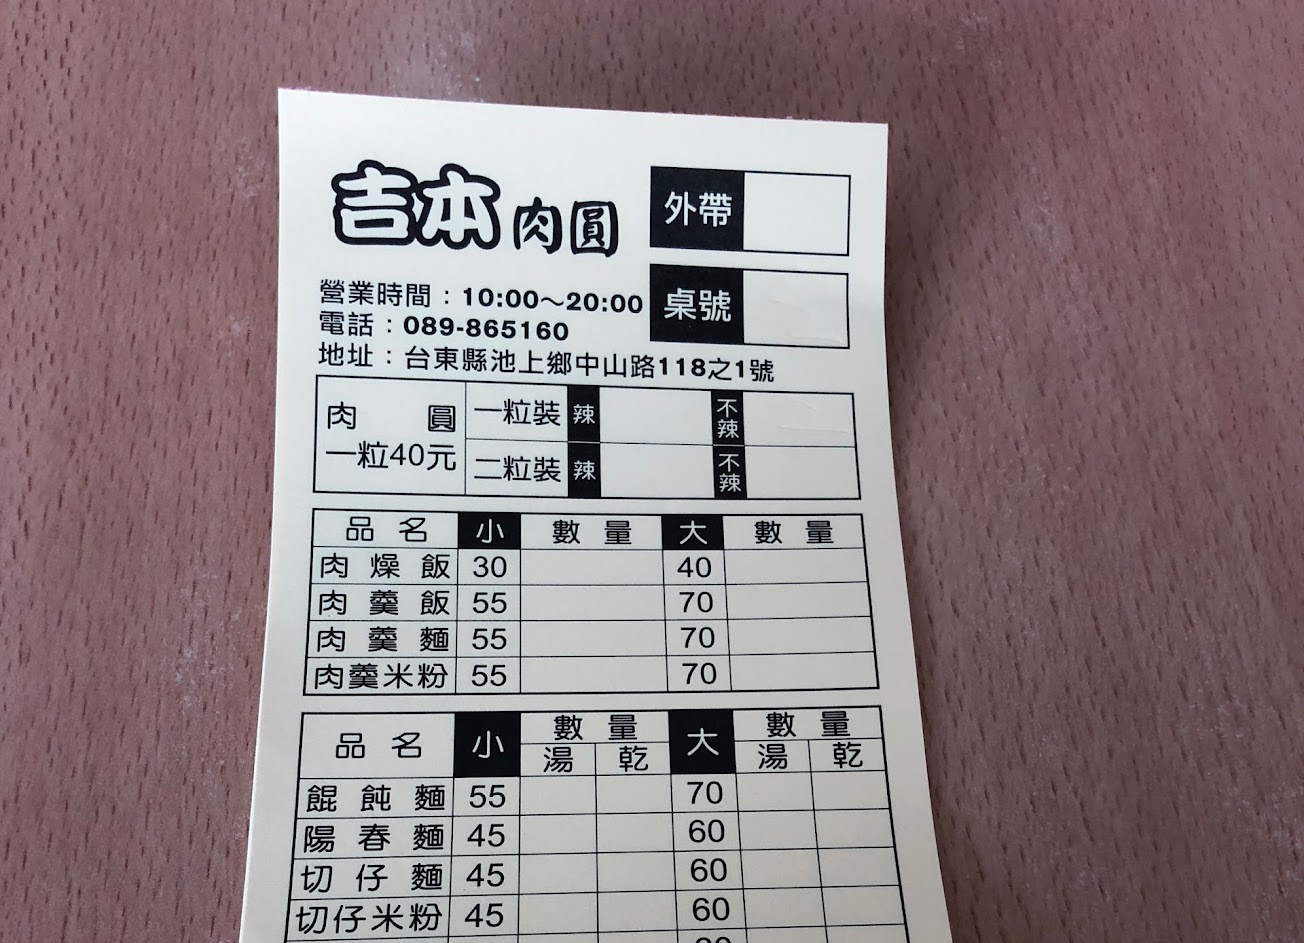 吉本肉圓
外帶
營業時間：10:00～20:00
桌號
電話：089-865160
地址：台東縣池上鄉中山路118之1號
肉圓 一粒裝 辣 不辣
一粒40元 二粒裝 辣 不辣
品名 小 數量 大 數量
肉燥飯 30 40
肉羹飯 55 70
肉羹麵 55 70
肉羹米粉 55 70
品名 小 數量 大 數量
湯 乾 湯 乾
餛飩麵 55 70
陽春麵 45 60
切仔麵 45 60
切仔米粉 45 60